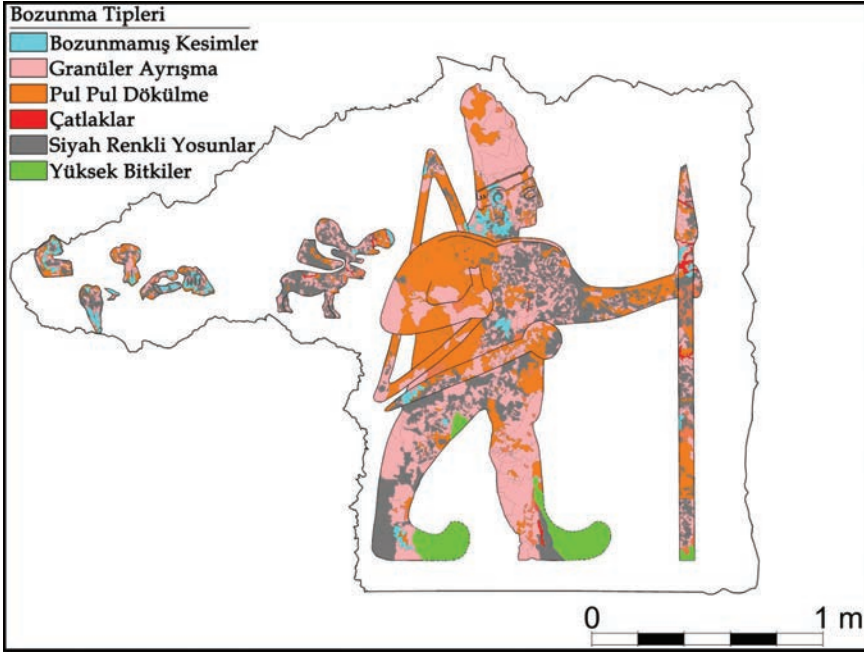 Bozunma Tipleri
Bozunmamış Kesimler
Granüler Ayrışma
Pul Pul Dökülme
Çatlaklar
Siyah Renkli Yosunlar
Yüksek Bitkiler
0 1 m